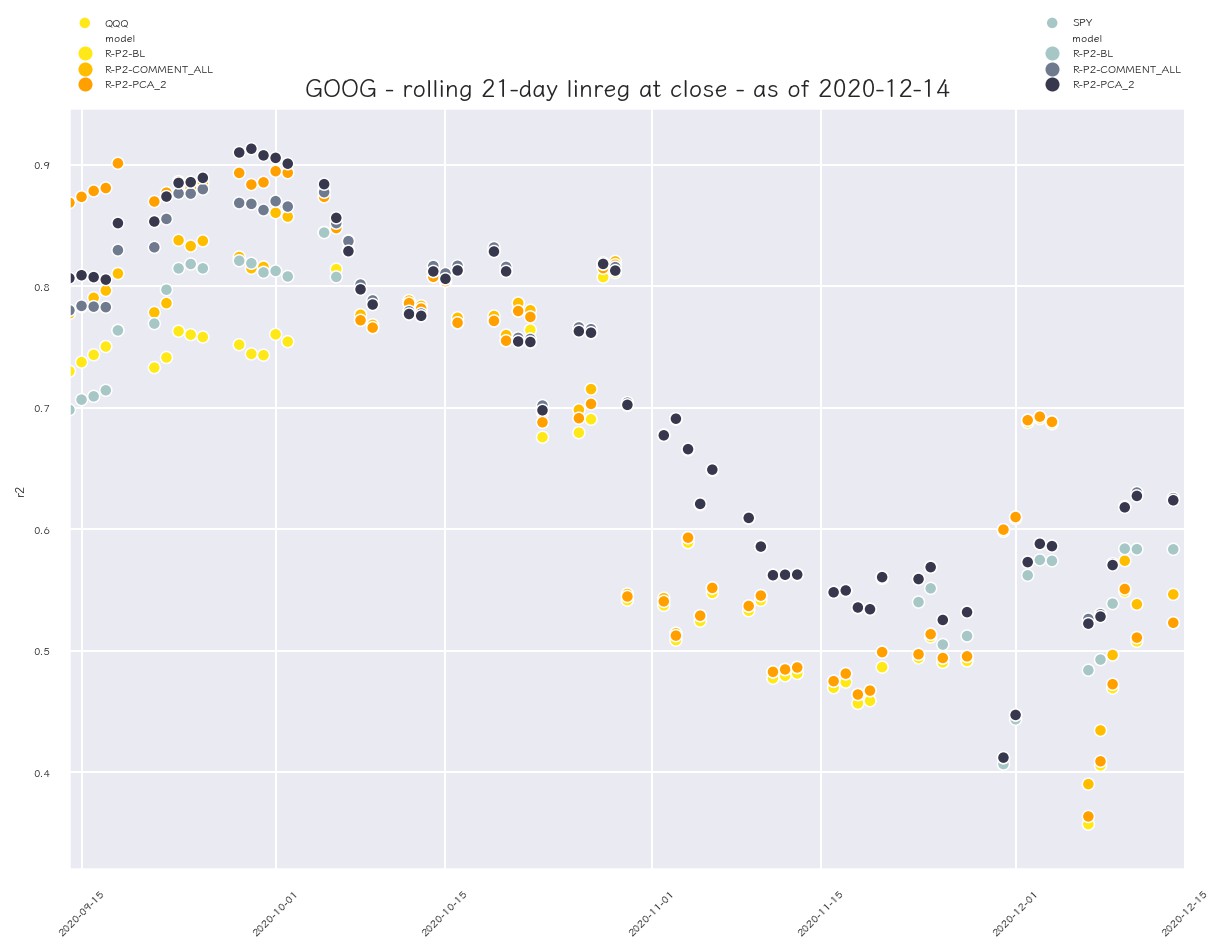 QQQ
model
R-P2-BL
R-P2-COMMENT_ALL
R-P2-PCA_2
SPY
model
R-P2-BL
R-P2-COMMENT_ALL
R-P2-PCA_2
GOOG - rolling 21-day linreg at close - as of 2020-12-14
0.9
0.8
0.7
r2
0.6
0.5
0.4
2020-09-15
2020-10-01
2020-10-15
2020-11-01
2020-11-15
2020-12-01
2020-12-15